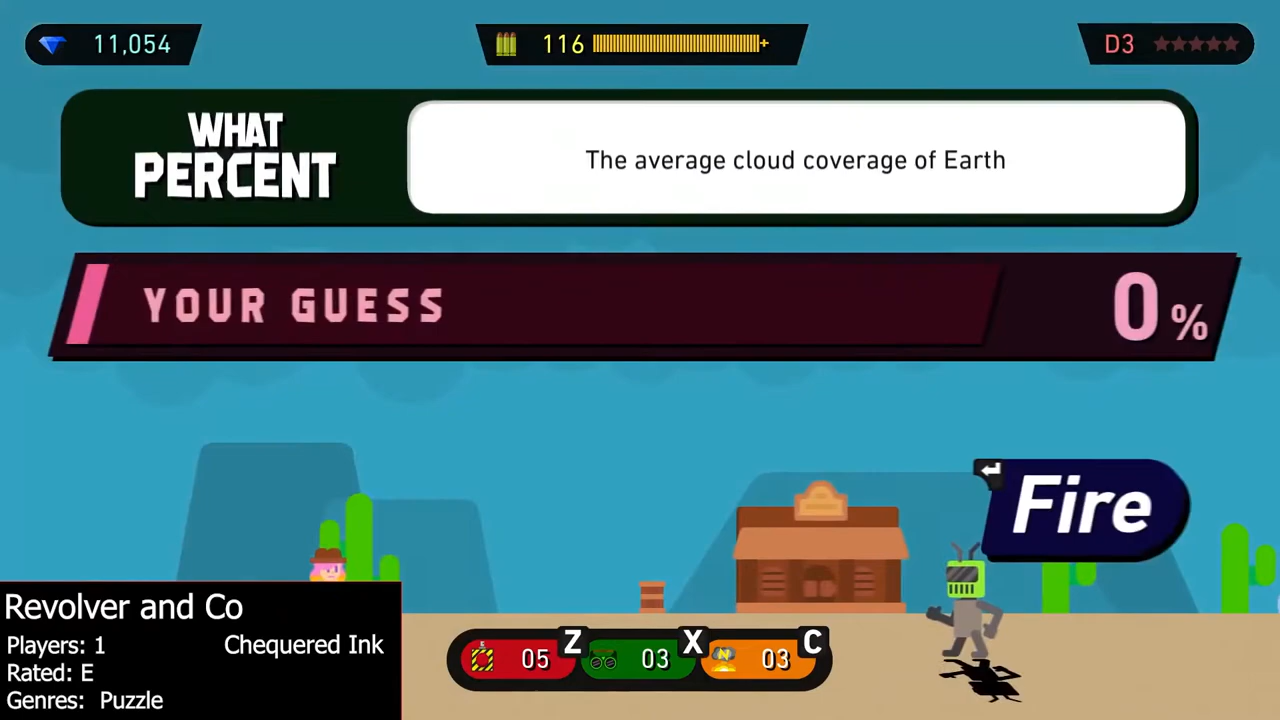 11,054
116
D3
WHAT
PERCENT
The average cloud coverage of Earth
YOUR GUESS
0 %
Fire
Revolver and Co
Players: 1 Chequered Ink
Rated: E
Genres: Puzzle
05 Z
03 X
N 03 C